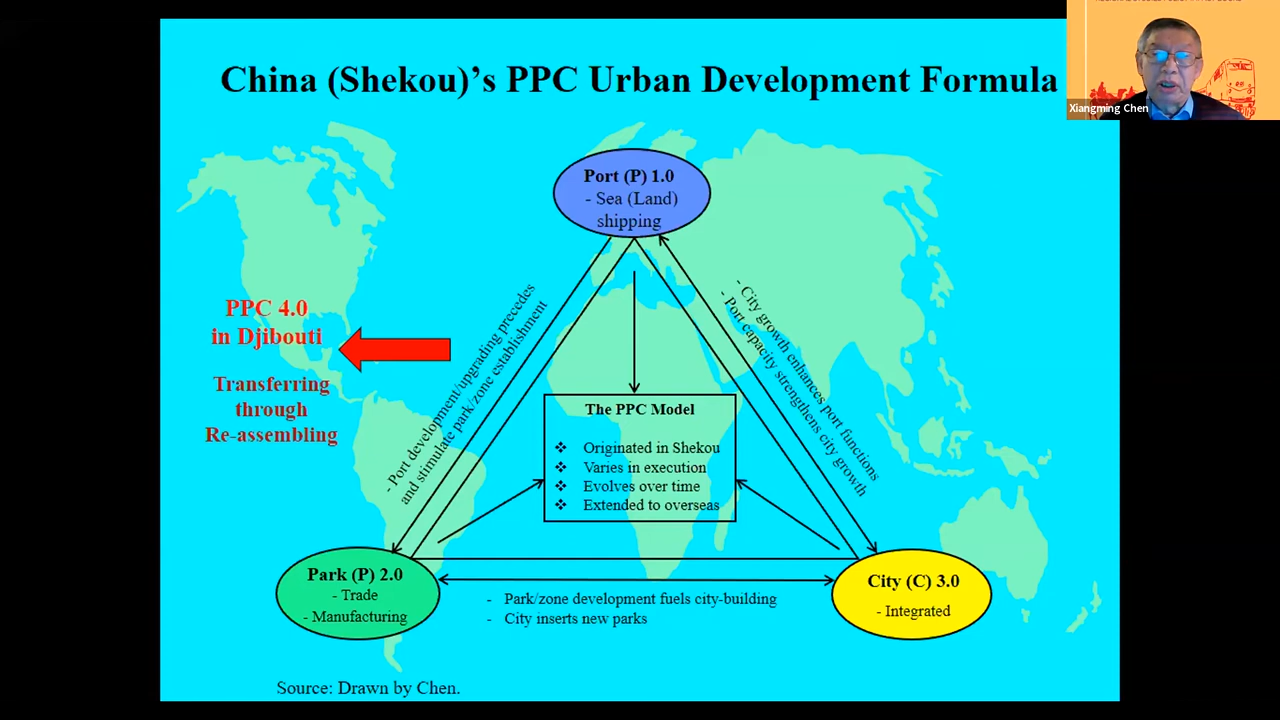 China (Shekou)'s PPC Urban Development Formula
Xiangming Chen
Port (P) 1.0
- Sea (Land)
shipping
- Port development/upgrading precedes
and stimulate park/zone establishment
- City growth enhances port functions
- Port capacity strengthens city growth
PPC 4.0
in Djibouti
Transferring
through
Re-assembling
The PPC Model
❖ Originated in Shekou
❖ Varies in execution
❖ Evolves over time
❖ Extended to overseas
Park (P) 2.0
- Trade
- Manufacturing
City (C) 3.0
- Integrated
- Park/zone development fuels city-building
- City inserts new parks
Source: Drawn by Chen.